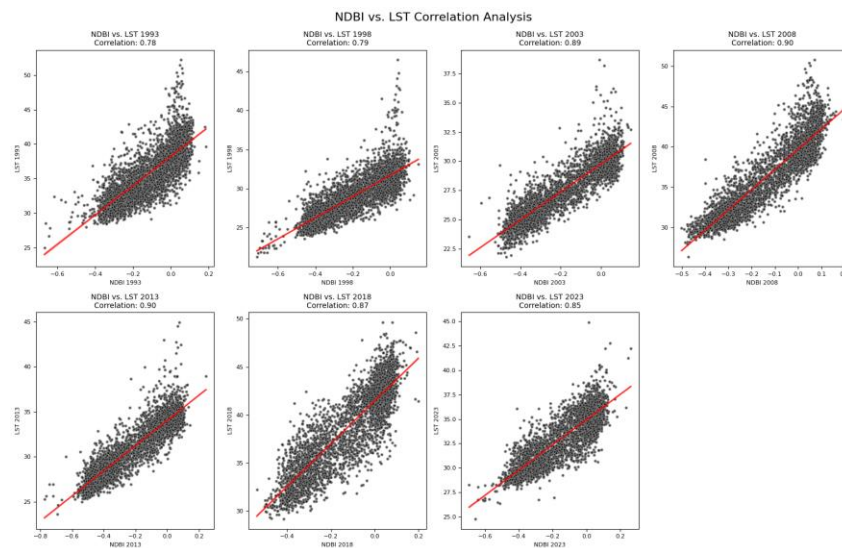 NDBI vs. LST Correlation Analysis
NDBI vs. LST 1993
Correlation: 0.78
50
45
40
35
30
25
LST 1993
−0.6
−0.4
−0.2
0.0
0.2
NDBI 1993
NDBI vs. LST 1998
Correlation: 0.79
45
40
35
30
25
LST 1998
−0.6
−0.4
−0.2
0.0
NDBI 1998
NDBI vs. LST 2003
Correlation: 0.89
37.5
35.0
32.5
30.0
27.5
25.0
22.5
LST 2003
−0.6
−0.4
−0.2
0.0
NDBI 2003
NDBI vs. LST 2008
Correlation: 0.90
50
45
40
35
30
LST 2008
−0.5
−0.4
−0.3
−0.2
−0.1
0.0
0.1
NDBI 2008
NDBI vs. LST 2013
Correlation: 0.90
45
40
35
30
25
LST 2013
−0.8
−0.6
−0.4
−0.2
0.0
0.2
NDBI 2013
NDBI vs. LST 2018
Correlation: 0.87
50
45
40
35
30
LST 2018
−0.4
−0.2
0.0
0.2
NDBI 2018
NDBI vs. LST 2023
Correlation: 0.85
45.0
42.5
40.0
37.5
35.0
32.5
30.0
27.5
25.0
LST 2023
−0.6
−0.4
−0.2
0.0
0.2
NDBI 2023